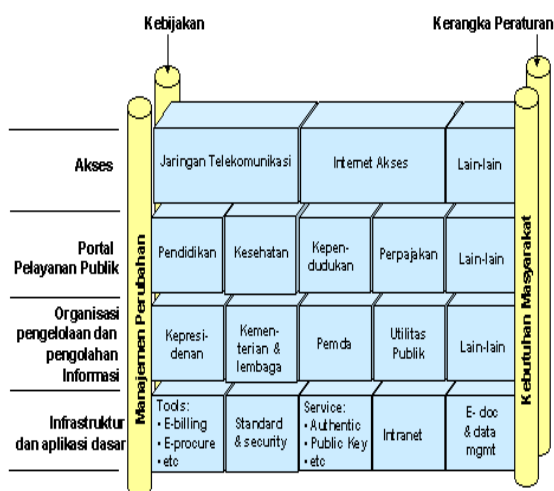 Kebijakan
Kerangka Peraturan
Manajemen Perubahan
Kebutuhan Masyarakat
Akses
Jaringan Telekomunikasi
Internet Akses
Lain-lain
Portal
Pelayanan Publik
Pendidikan
Kesehatan
Kepen-
dudukan
Perpajakan
Lain-lain
Organisasi
pengelolaan dan
pengolahan
Informasi
Kepresi-
denan
Kemen-
terian &
lembaga
Pemda
Utilitas
Publik
Lain-lain
Infrastruktur
dan aplikasi dasar
Tools:
• E-billing
• E-procure
• etc
Standard
& security
Service:
• Authentic
• Public Key
• etc
Intranet
E- doc
& data
mgmt